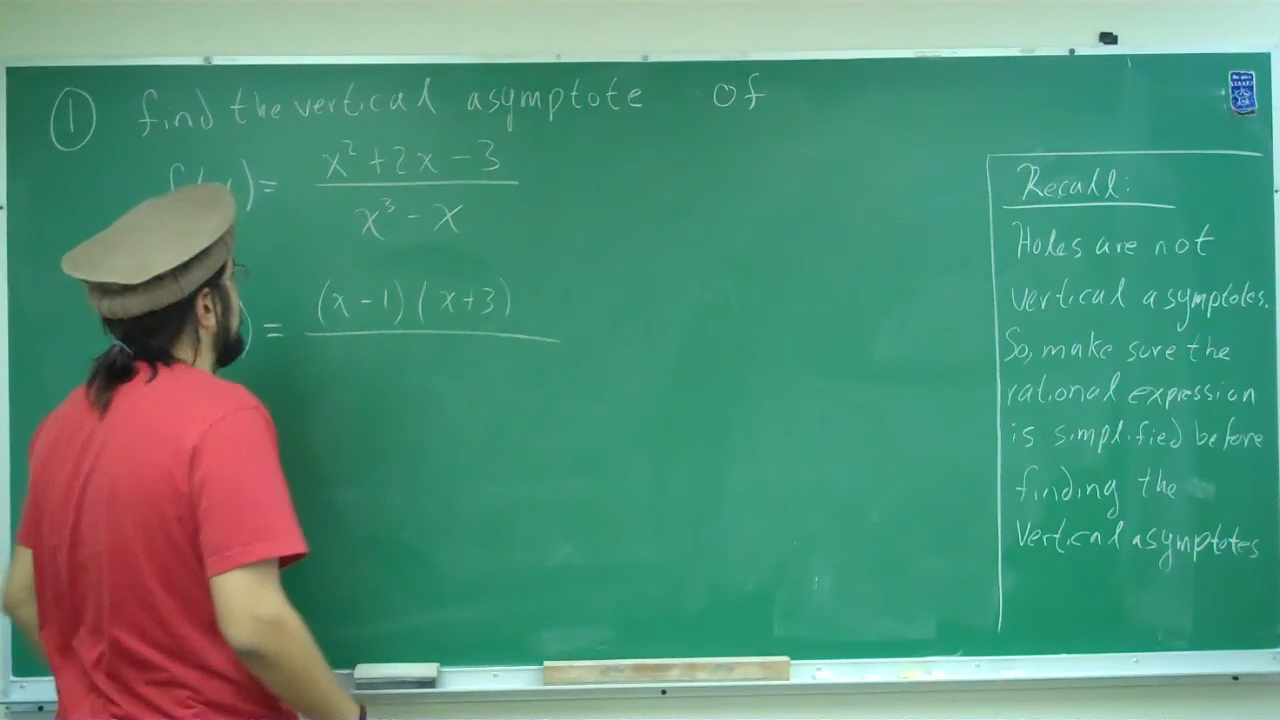 ① find the vertical asymptote of
)= x² + 2x - 3
x³ - x
) = (x - 1) (x + 3)
Recall:
Holes are not
vertical asymptotes.
So, make sure the
rational expression
is simplified before
finding the
vertical asymptotes